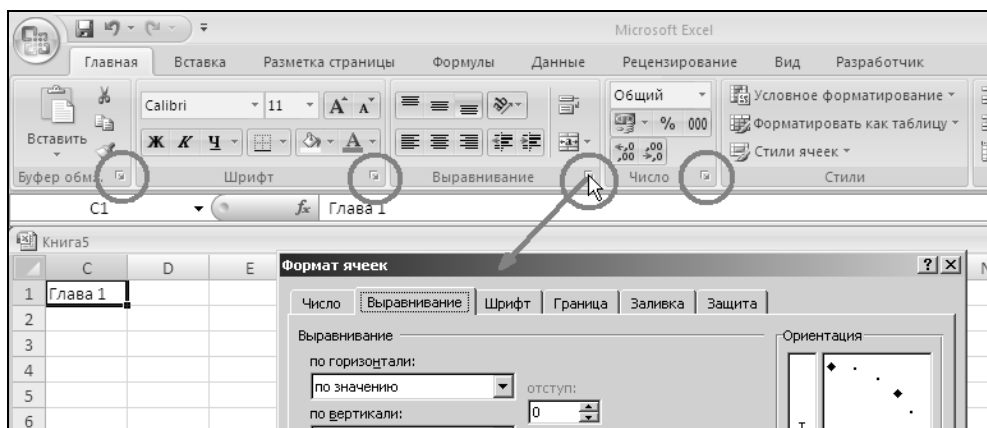 Microsoft Excel
Главная Вставка Разметка страницы Формулы Данные Рецензирование Вид Разработчик
Calibri 11 Общий Условное форматирование
Вставить Ж К Ч % 000 Форматировать как таблицу
Стили ячеек
Буфер обм... Шрифт Выравнивание Число Стили
C1 fx Глава 1
Книга5
C D E Формат ячеек
1 Глава 1 Число Выравнивание Шрифт Граница Заливка Защита
2
3 Выравнивание Ориентация
4 по горизонтали:
5 по значению отступ:
6 по вертикали: 0